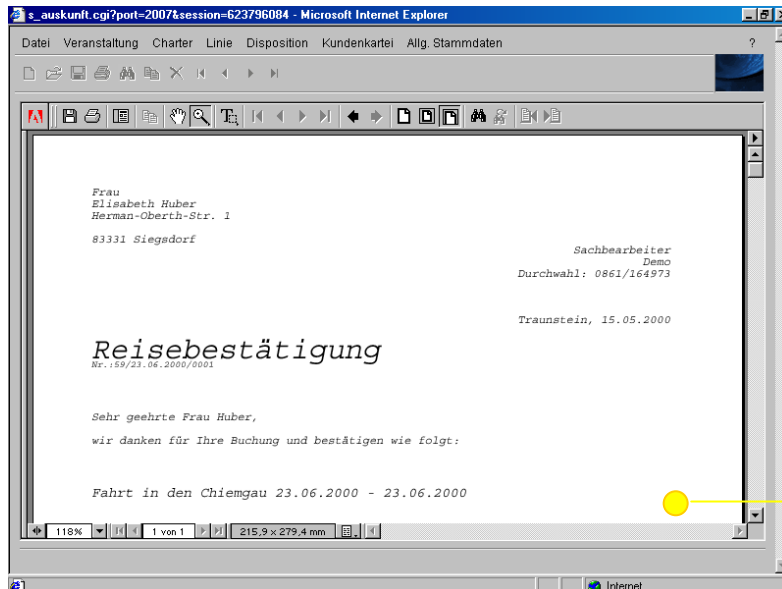 s_auskunft.cgi?port=2007&session=623796084 - Microsoft Internet Explorer
Datei Veranstaltung Charter Linie Disposition Kundenkartei Allg. Stammdaten ?
Frau
Elisabeth Huber
Herman-Oberth-Str. 1
83331 Siegsdorf
Sachbearbeiter
Demo
Durchwahl: 0861/164973
Traunstein, 15.05.2000
Reisebestätigung
Nr.:59/23.06.2000/0001
Sehr geehrte Frau Huber,
wir danken für Ihre Buchung und bestätigen wie folgt:
Fahrt in den Chiemgau 23.06.2000 - 23.06.2000
118% 1 von 1 215,9 × 279,4 mm
Internet